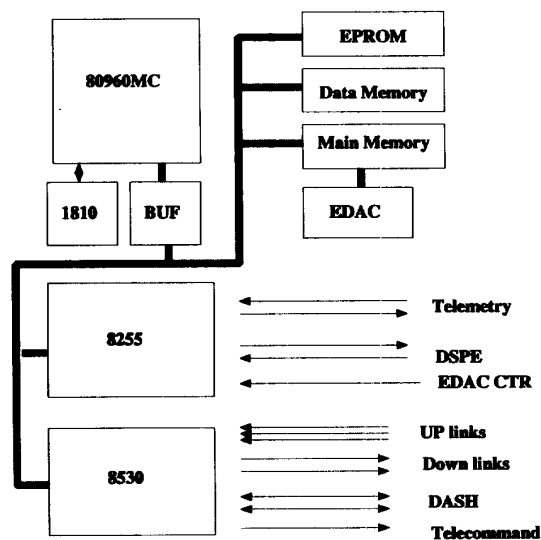 80960MC
EPROM
Data Memory
Main Memory
1810
BUF
EDAC
8255
Telemetry
DSPE
EDAC CTR
8530
UP links
Down links
DASH
Telecommand